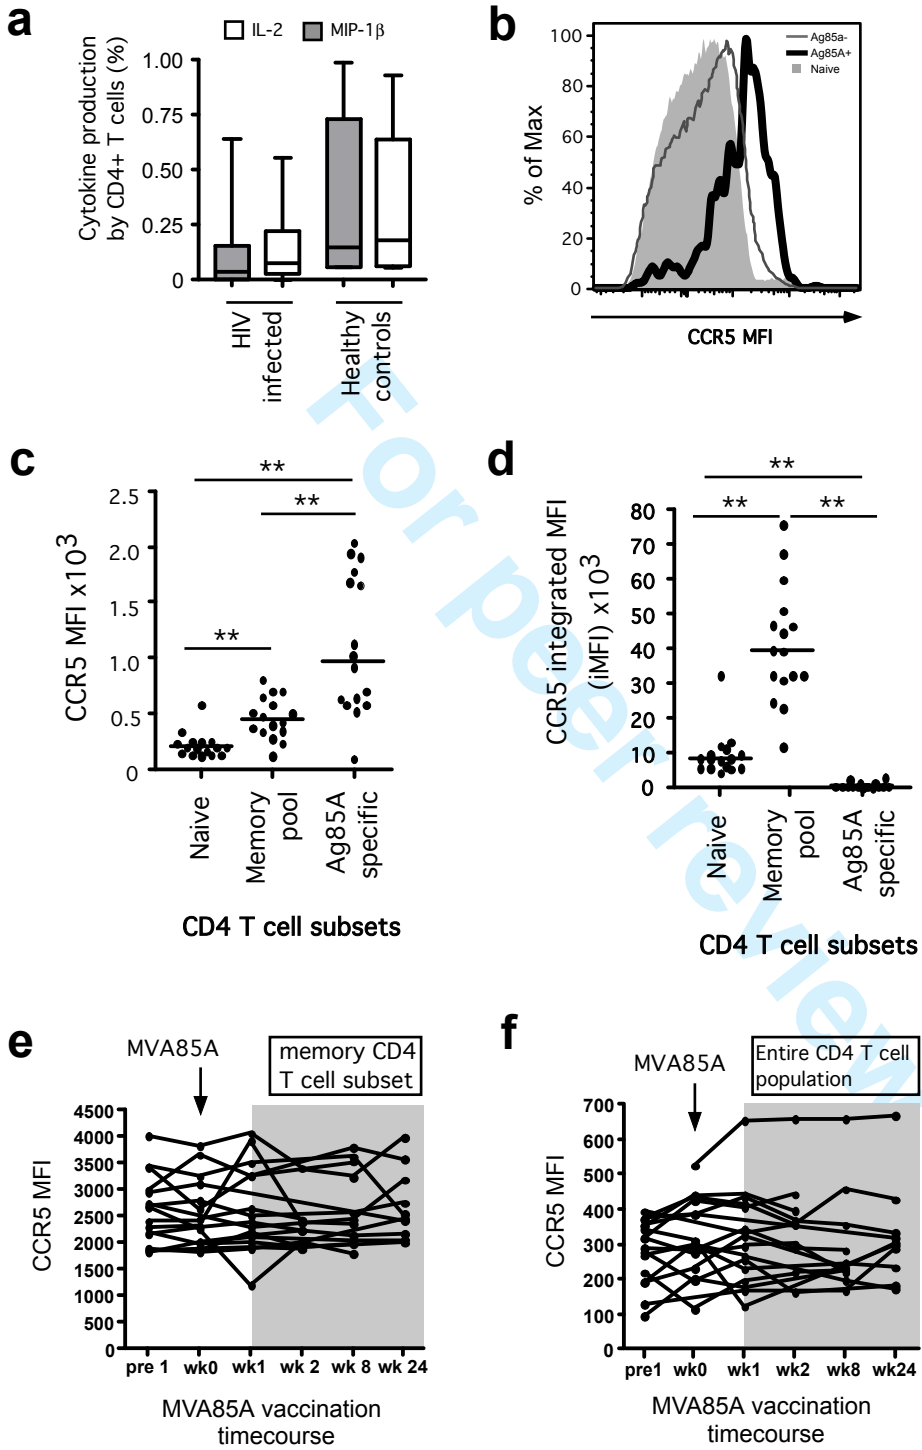 a
IL-2 MIP-1β
Cytokine production
by CD4+ T cells (%)
1.00
0.75
0.50
0.25
0
HIV
infected
Healthy
controls
b
Ag85a-
Ag85A+
Naive
% of Max
100
80
60
40
20
0
CCR5 MFI
c
**
**
**
CCR5 MFI x10³
2.5
2.0
1.5
1.0
0.5
0
Naive
Memory
pool
Ag85A
specific
CD4 T cell subsets
d
**
** **
CCR5 integrated MFI
(iMFI) x10³
80
70
60
50
40
30
20
10
0
Naive
Memory
pool
Ag85A
specific
CD4 T cell subsets
e
MVA85A
memory CD4
T cell subset
CCR5 MFI
4500
4000
3500
3000
2500
2000
1500
1000
500
0
pre 1 wk0 wk1 wk 2 wk 8 wk 24
MVA85A vaccination
timecourse
f
MVA85A
Entire CD4 T cell
population
CCR5 MFI
700
600
500
400
300
200
100
0
pre1 wk0 wk1 wk2 wk8 wk24
MVA85A vaccination
timecourse
For peer review